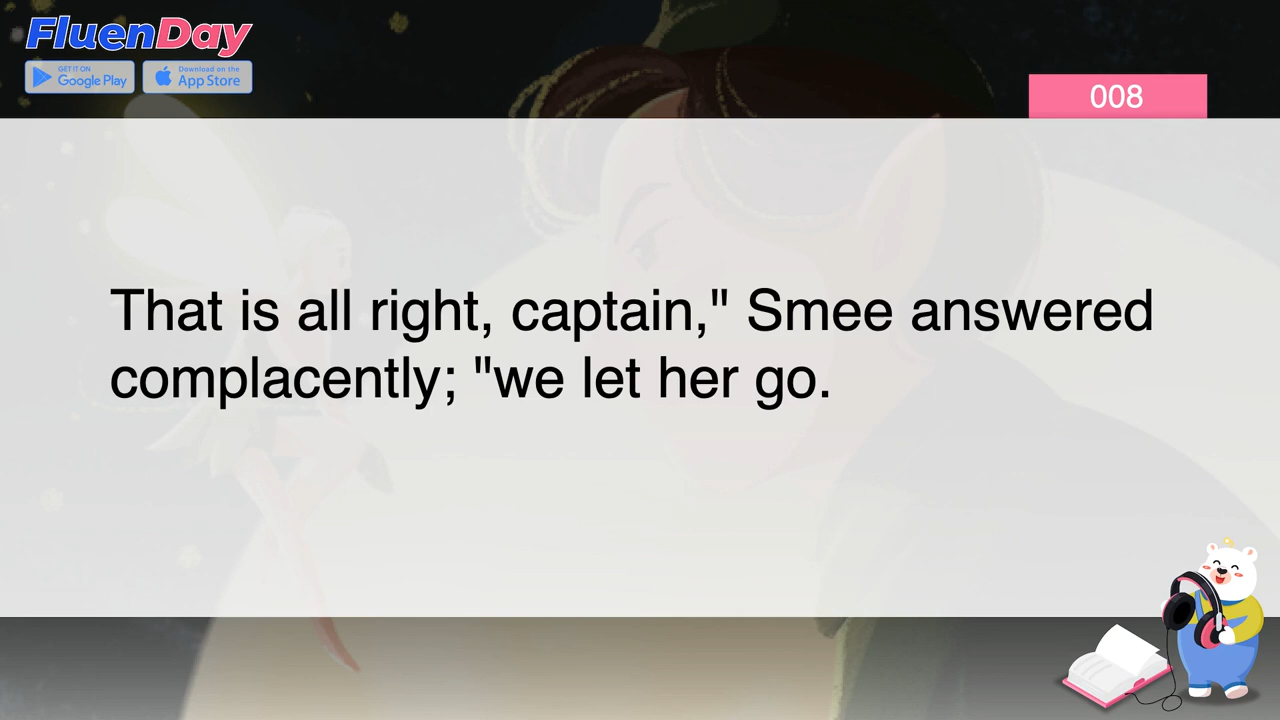 FluenDay
GET IT ON
Google Play
Download on the
App Store
008
That is all right, captain," Smee answered
complacently; "we let her go.